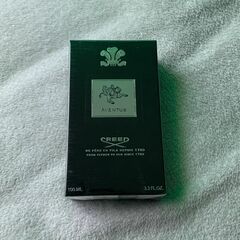 AVENTUS
CREED
DE PÈRE EN FILS DEPUIS 1760
FROM FATHER TO SON SINCE 1760
100 ML
3.3 FL.OZ.